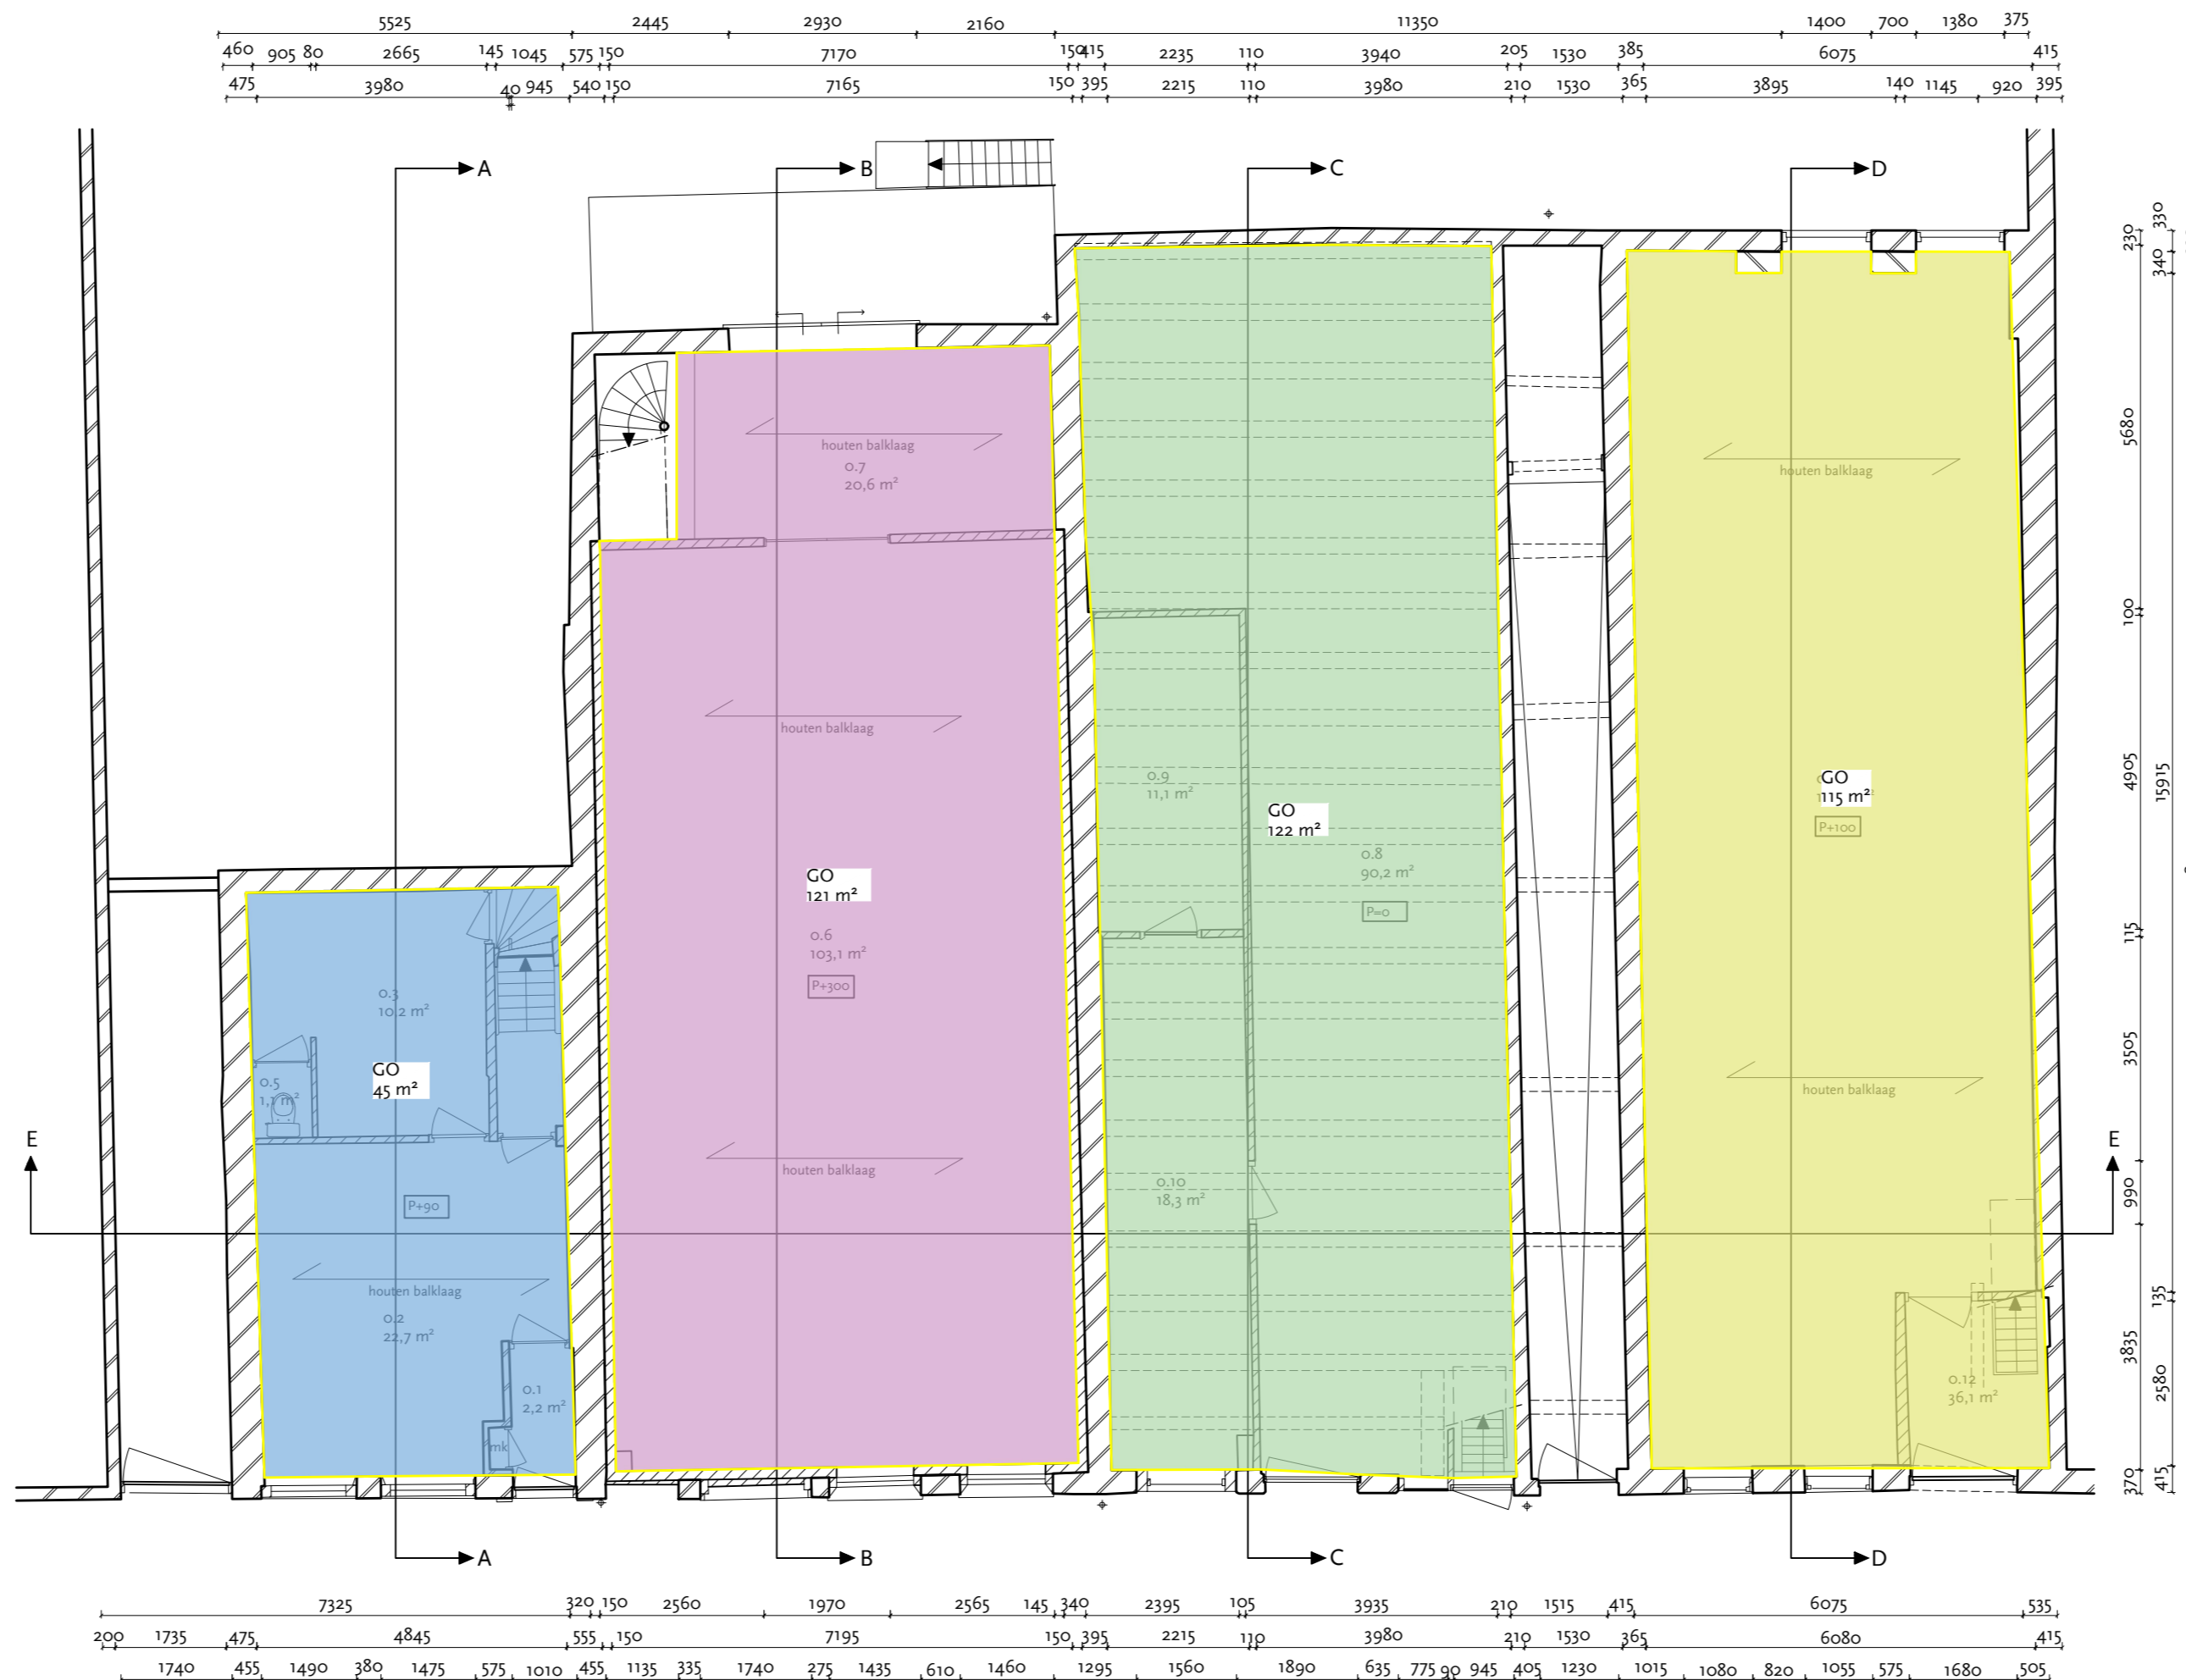 5525 2445 2930 2160 11350 1400 700 1380 375
460 905 80 2665 145 1045 575 150 7170 150 415 2235 110 3940 205 1530 385 6075 415
475 3980 40 945 540 150 7165 150 395 2215 110 3980 210 1530 365 3895 140 1145 920 395
A B C D
230 330
340
houten balklaag
0.7
20,6 m²
houten balklaag
5680
100
houten balklaag
0.9
11,1 m²
GO
122 m²
GO
115 m²
P+100
4905 15915
0.8
90,2 m²
P=0
GO
121 m²
0.6
103,1 m²
P+300
115
0.3
10,2 m²
GO
45 m²
0.5
1,1 m²
3505
houten balklaag
E E
houten balklaag
0.10
18,3 m²
P+90
990
houten balklaag
0.2
22,7 m²
135
3835
2580
0.1
2,2 m²
mk
0.12
36,1 m²
370 415
A B C D
7325 320 150 2560 1970 2565 145 340 2395 105 3935 210 1515 415 6075 535
200 1735 475 4845 555 150 7195 150 395 2215 110 3980 210 1530 365 6080 415
1740 455 1490 380 1475 575 1010 455 1135 335 1740 275 1435 610 1460 1295 1560 1890 635 775 90 945 405 1230 1015 1080 820 1055 575 1680 505